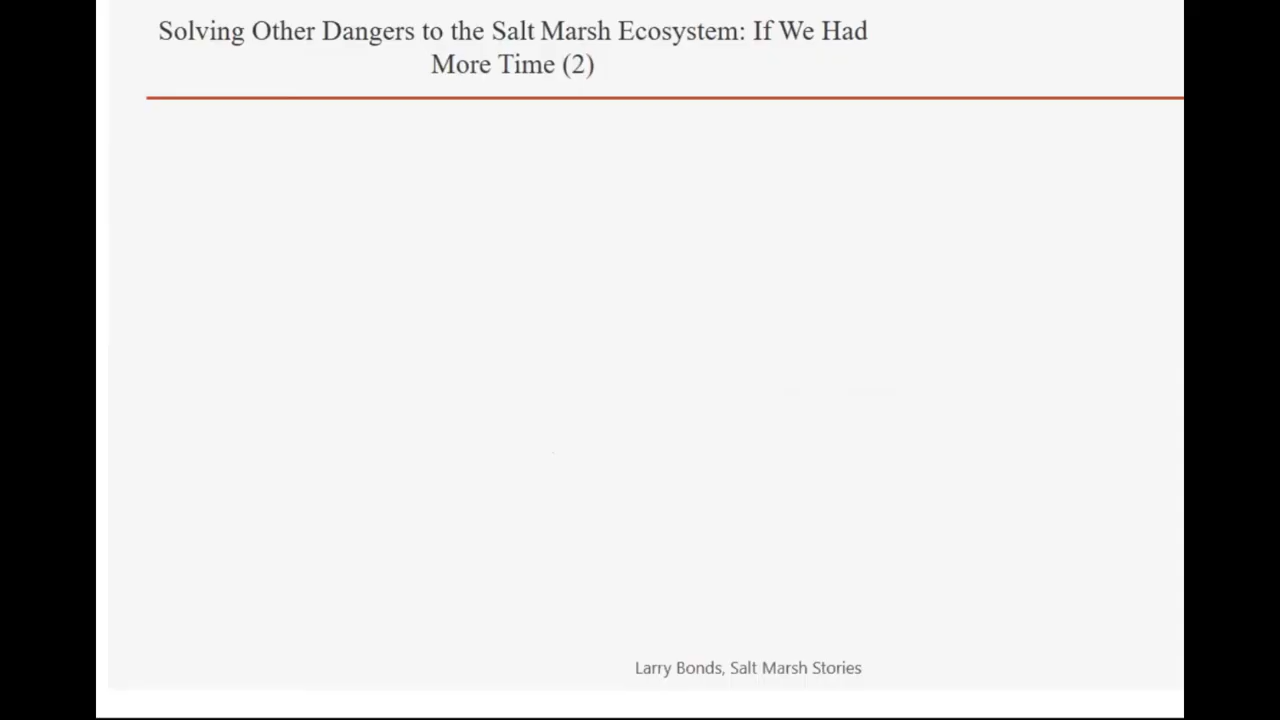 Solving Other Dangers to the Salt Marsh Ecosystem: If We Had
More Time (2)
Larry Bonds, Salt Marsh Stories